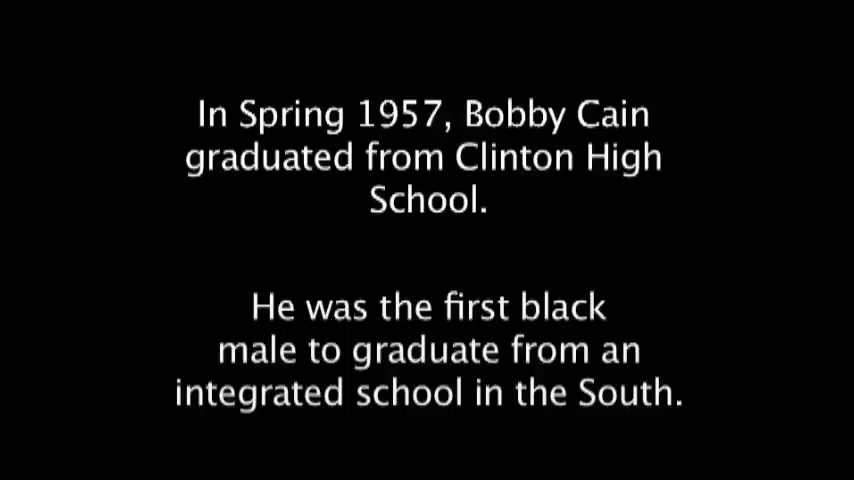 In Spring 1957, Bobby Cain
graduated from Clinton High
School.
He was the first black
male to graduate from an
integrated school in the South.